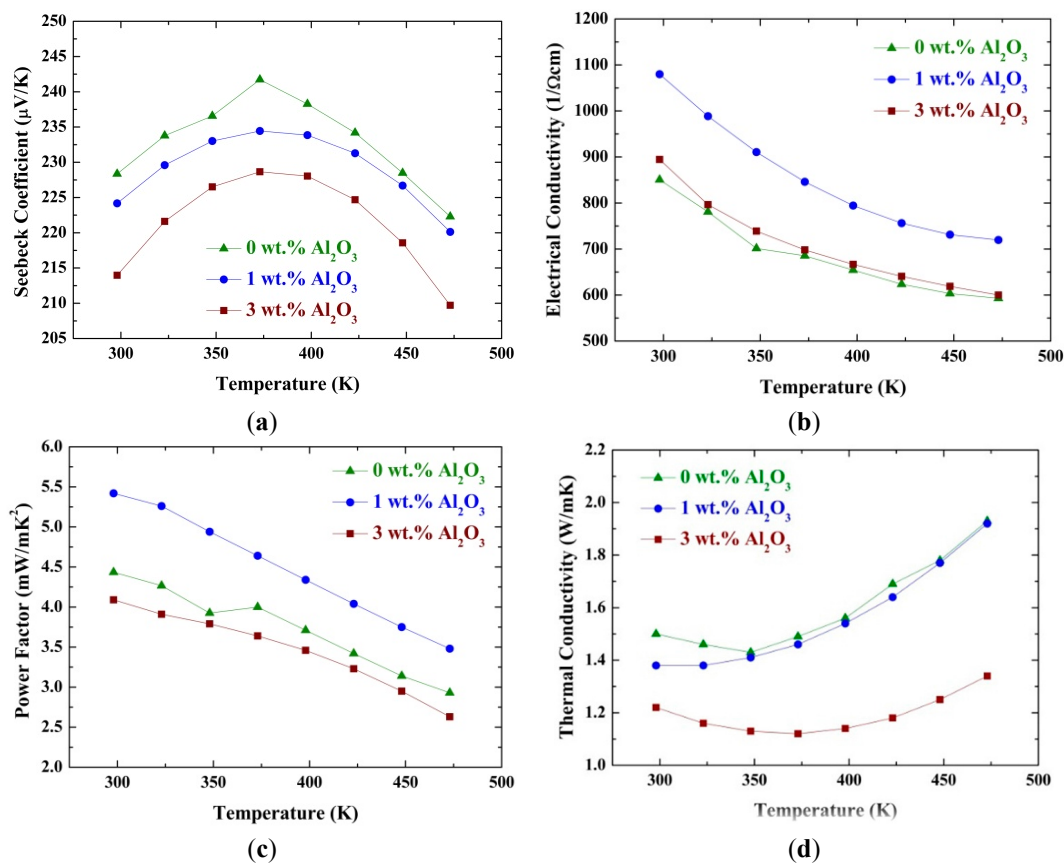 250
245
240
235
230
225
220
215
210
205
Seebeck Coefficient (μV/K)
0 wt.% Al₂O₃
1 wt.% Al₂O₃
3 wt.% Al₂O₃
300 350 400 450 500
Temperature (K)
(a)
1200
1100
1000
900
800
700
600
500
Electrical Conductivity (1/Ωcm)
0 wt.% Al₂O₃
1 wt.% Al₂O₃
3 wt.% Al₂O₃
300 350 400 450 500
Temperature (K)
(b)
6.0
5.5
5.0
4.5
4.0
3.5
3.0
2.5
2.0
Power Factor (mW/mK²)
0 wt.% Al₂O₃
1 wt.% Al₂O₃
3 wt.% Al₂O₃
300 350 400 450 500
Temperature (K)
(c)
2.2
2.0
1.8
1.6
1.4
1.2
1.0
Thermal Conductivity (W/mK)
0 wt.% Al₂O₃
1 wt.% Al₂O₃
3 wt.% Al₂O₃
300 350 400 450 500
Temperature (K)
(d)